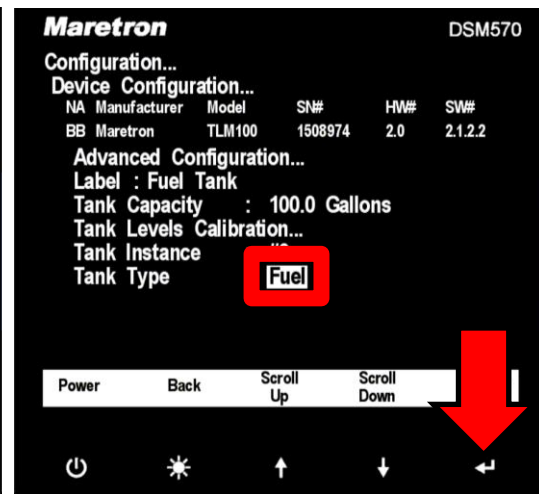 Maretron DSM570
Configuration...
Device Configuration...
NA Manufacturer Model SN# HW# SW#
BB Maretron TLM100 1508974 2.0 2.1.2.2
Advanced Configuration...
Label : Fuel Tank
Tank Capacity : 100.0 Gallons
Tank Levels Calibration...
Tank Instance
Tank Type Fuel
Power Back Scroll Up Scroll Down